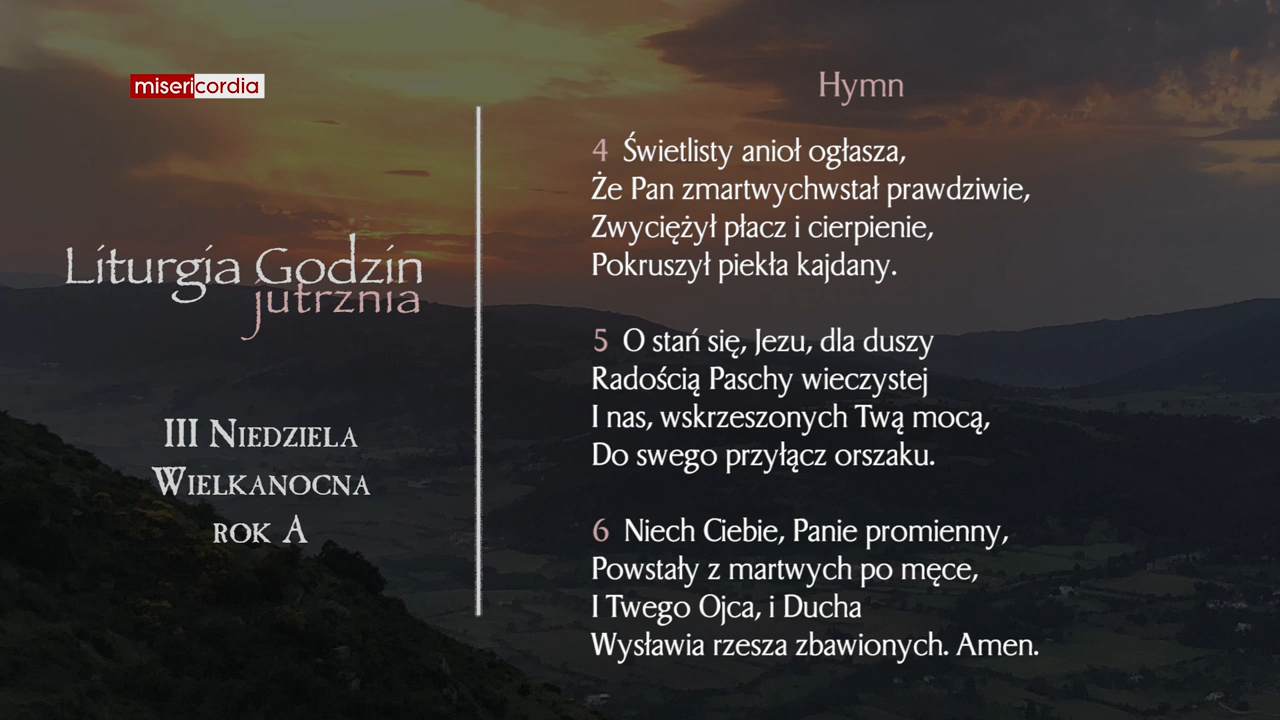 misericordia
Liturgia Godzin
jutrznia
III Niedziela
Wielkanocna
rok A
Hymn
4 Świetlisty anioł ogłasza,
Że Pan zmartwychwstał prawdziwie,
Zwyciężył płacz i cierpienie,
Pokruszył piekła kajdany.
5 O stań się, Jezu, dla duszy
Radością Paschy wieczystej
I nas, wskrzeszonych Twą mocą,
Do swego przyłącz orszaku.
6 Niech Ciebie, Panie promienny,
Powstały z martwych po męce,
I Twego Ojca, i Ducha
Wysławia rzesza zbawionych. Amen.